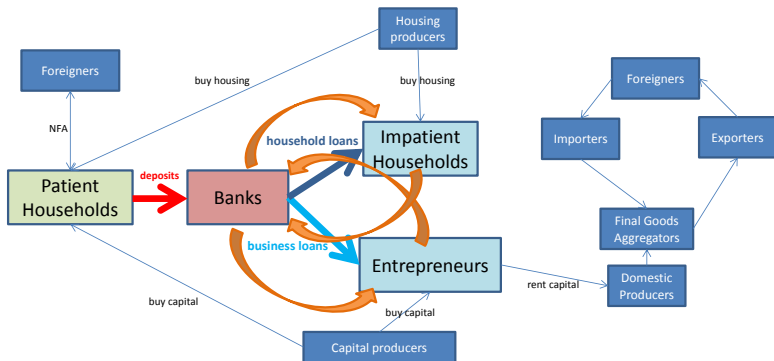 Housing
producers
Foreigners
buy housing
buy housing
Foreigners
NFA
household loans
Impatient
Households
Importers
Exporters
deposits
Patient
Households
Banks
Final Goods
Aggregators
business loans
Entrepreneurs
rent capital
Domestic
Producers
buy capital
buy capital
Capital producers